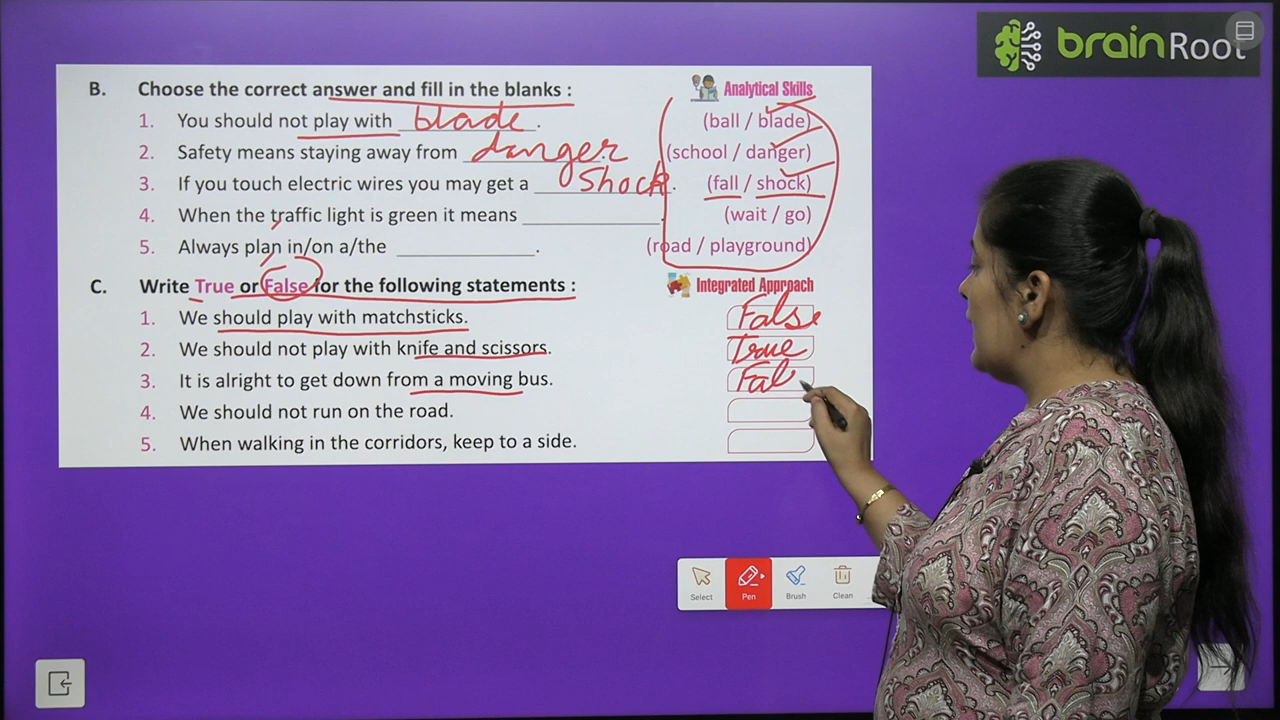 brainRoot
B. Choose the correct answer and fill in the blanks : Analytical Skills
1. You should not play with blade. (ball / blade)
2. Safety means staying away from danger. (school / danger)
3. If you touch electric wires you may get a Shock. (fall / shock)
4. When the traffic light is green it means ____________. (wait / go)
5. Always plan in/on a/the ____________. (road / playground)
C. Write True or False for the following statements : Integrated Approach
1. We should play with matchsticks. False
2. We should not play with knife and scissors. True
3. It is alright to get down from a moving bus. Fal
4. We should not run on the road.
5. When walking in the corridors, keep to a side.
Select Pen Brush Clean